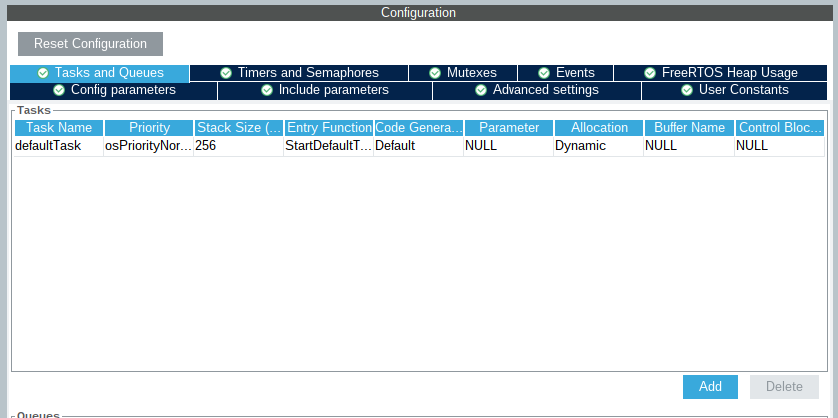 Configuration
Reset Configuration
Tasks and Queues Timers and Semaphores Mutexes Events FreeRTOS Heap Usage
Config parameters Include parameters Advanced settings User Constants
Tasks
Task Name Priority Stack Size (... Entry Function Code Genera... Parameter Allocation Buffer Name Control Bloc...
defaultTask osPriorityNor... 256 StartDefaultT... Default NULL Dynamic NULL NULL
Add Delete
Queues